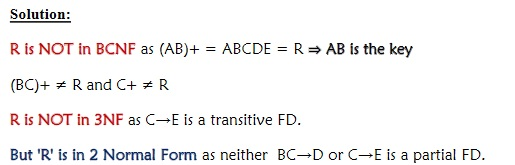 Solution:
R is NOT in BCNF as (AB)+ = ABCDE = R ⇒ AB is the key
(BC)+ ≠ R and C+ ≠ R
R is NOT in 3NF as C→E is a transitive FD.
But 'R' is in 2 Normal Form as neither BC→D or C→E is a partial FD.